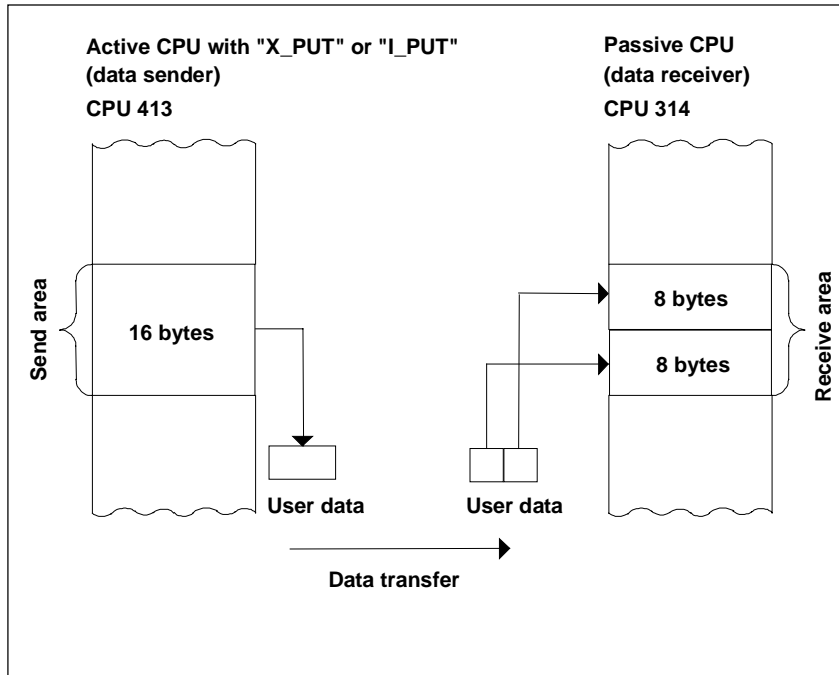 Active CPU with "X_PUT" or "I_PUT"
(data sender)
CPU 413
Passive CPU
(data receiver)
CPU 314
Send area
16 bytes
8 bytes
8 bytes
Receive area
User data
User data
Data transfer